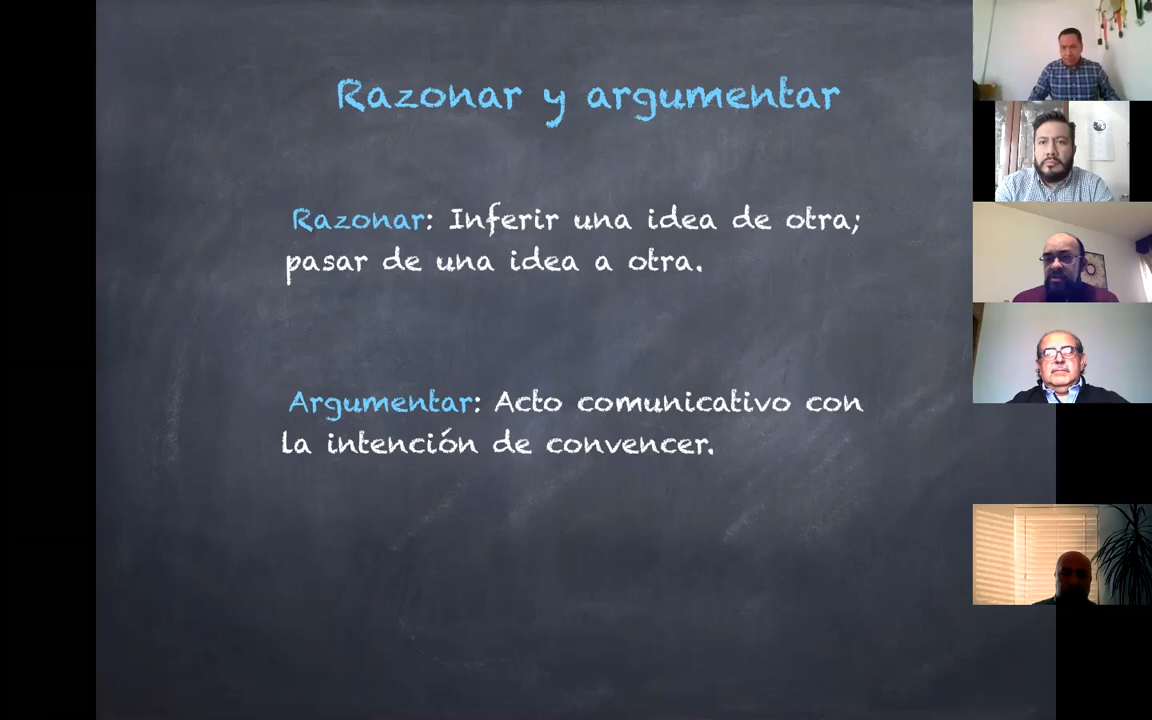 Razonar y argumentar
Razonar: Inferir una idea de otra;
pasar de una idea a otra.
Argumentar: Acto comunicativo con
la intención de convencer.